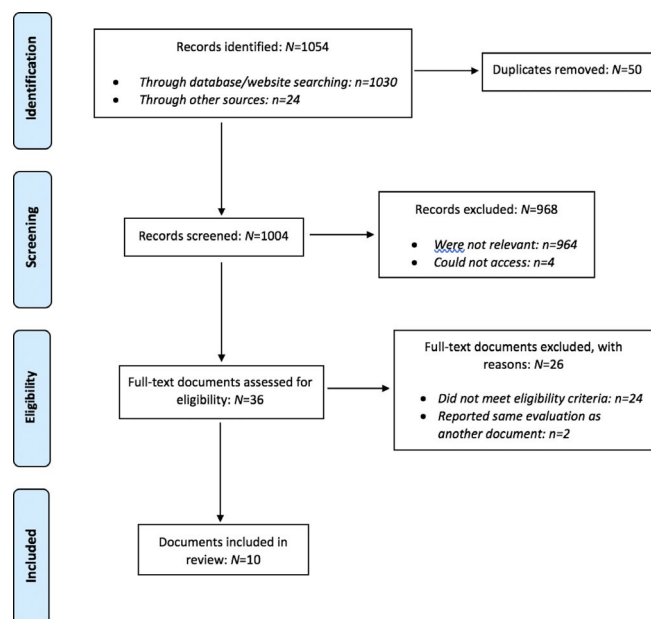 Identification
Records identified: N=1054
• Through database/website searching: n=1030
• Through other sources: n=24
Duplicates removed: N=50
Screening
Records screened: N=1004
Records excluded: N=968
• Were not relevant: n=964
• Could not access: n=4
Eligibility
Full-text documents assessed for
eligibility: N=36
Full-text documents excluded, with
reasons: N=26
• Did not meet eligibility criteria: n=24
• Reported same evaluation as
another document: n=2
Included
Documents included in
review: N=10